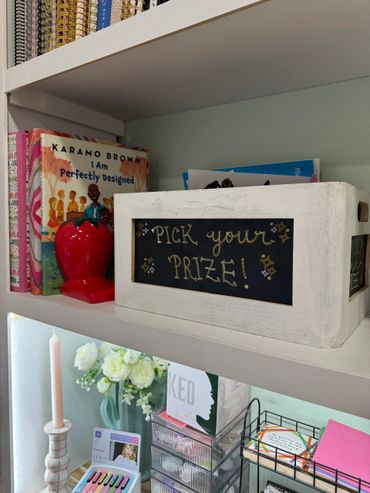 KARAMO BROWN
I Am
Perfectly Designed
PICK your
PRIZE!
KED